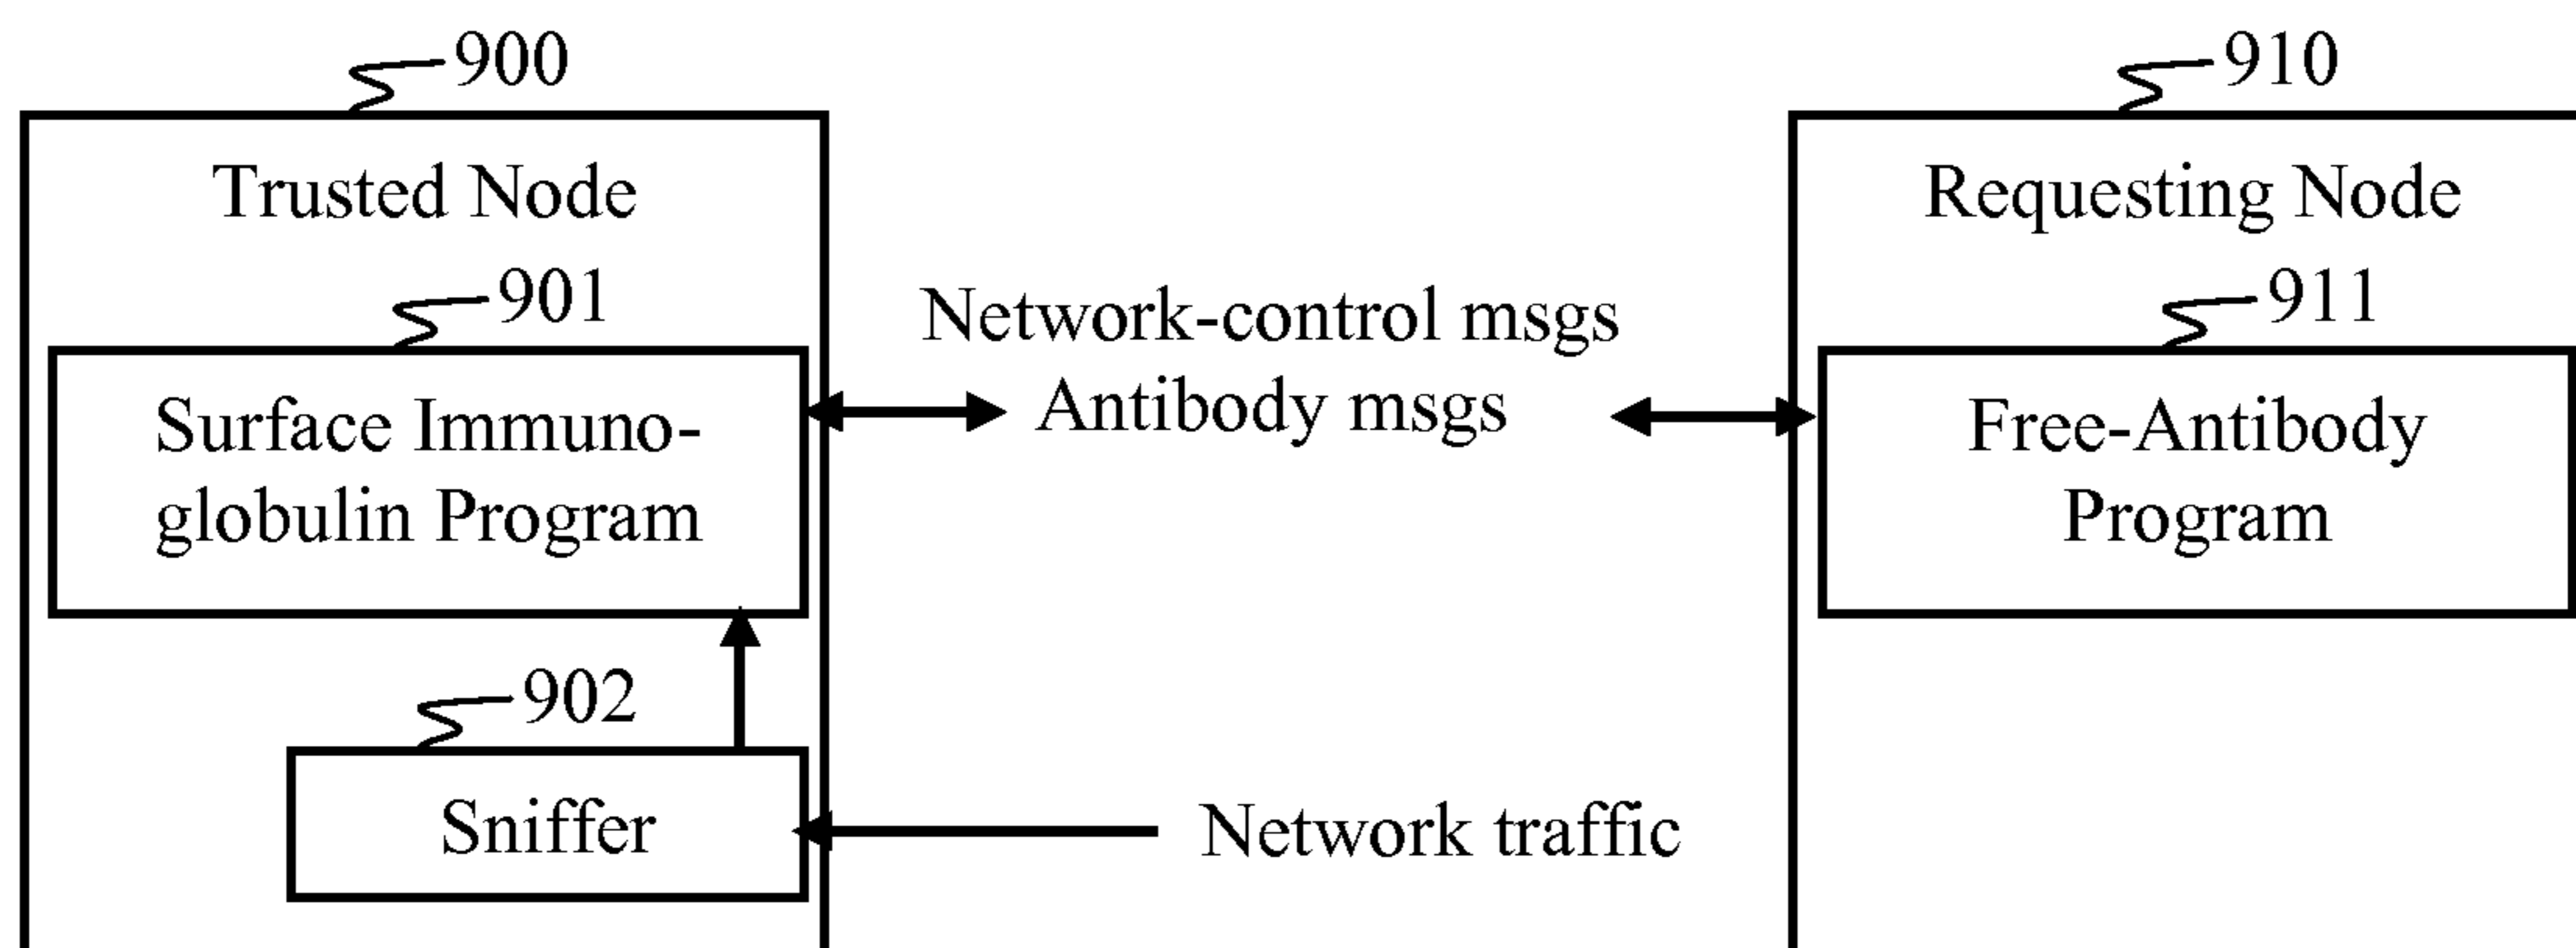 900
910
Trusted Node
Requesting Node
901
911
Network-control msgs
Antibody msgs
Surface Immuno-
globulin Program
Free-Antibody
Program
902
Sniffer
Network traffic